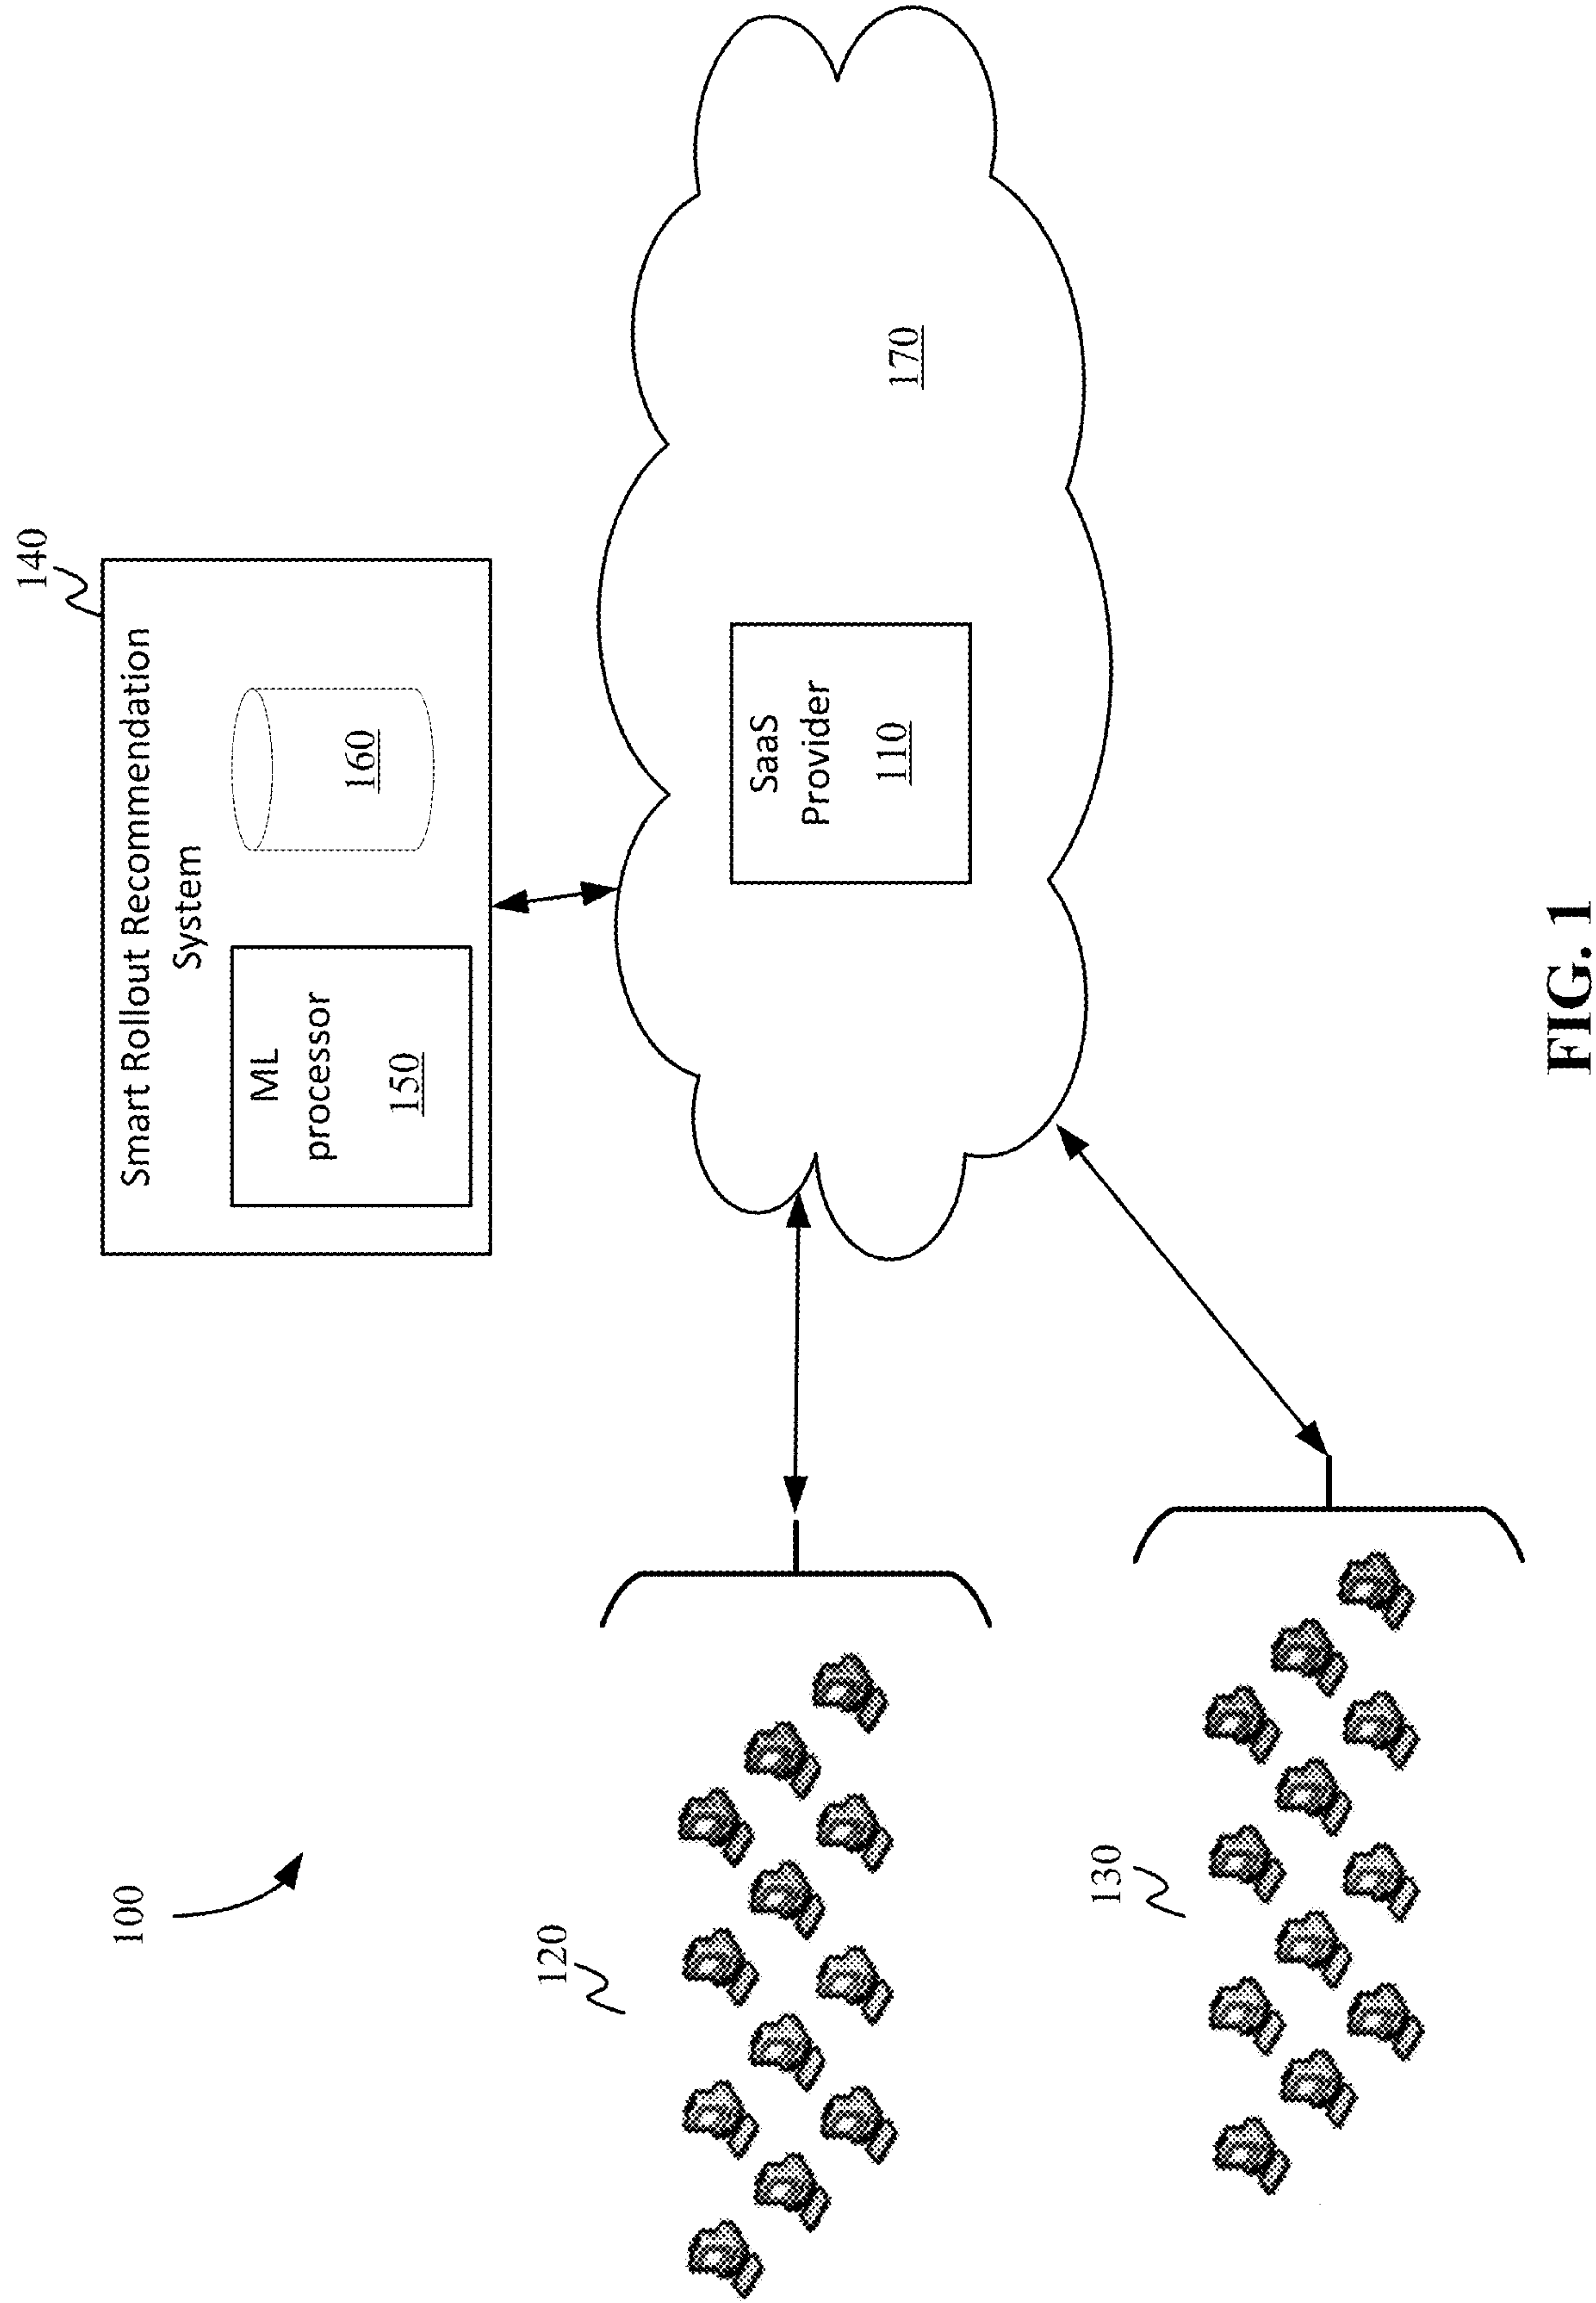 100
140
Smart Rollout Recommendation
System
ML
processor
150
160
120
SaaS
Provider
110
170
130
FIG. 1